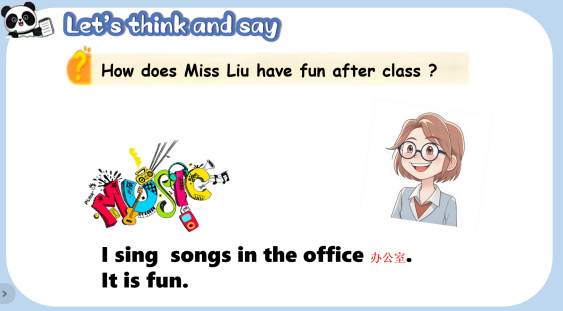 Let's think and say
How does Miss Liu have fun after class ?
MUSIC
I sing songs in the office 办公室.
It is fun.